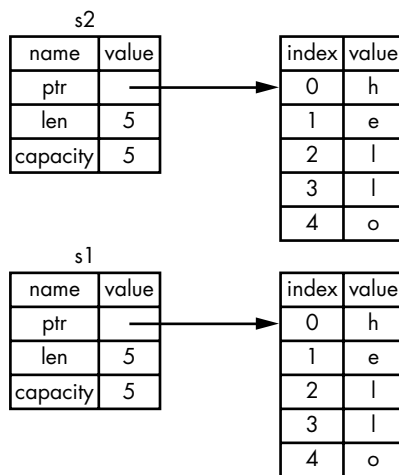 s2
name value
ptr
len 5
capacity 5
index value
0 h
1 e
2 l
3 l
4 o
s1
name value
ptr
len 5
capacity 5
index value
0 h
1 e
2 l
3 l
4 o